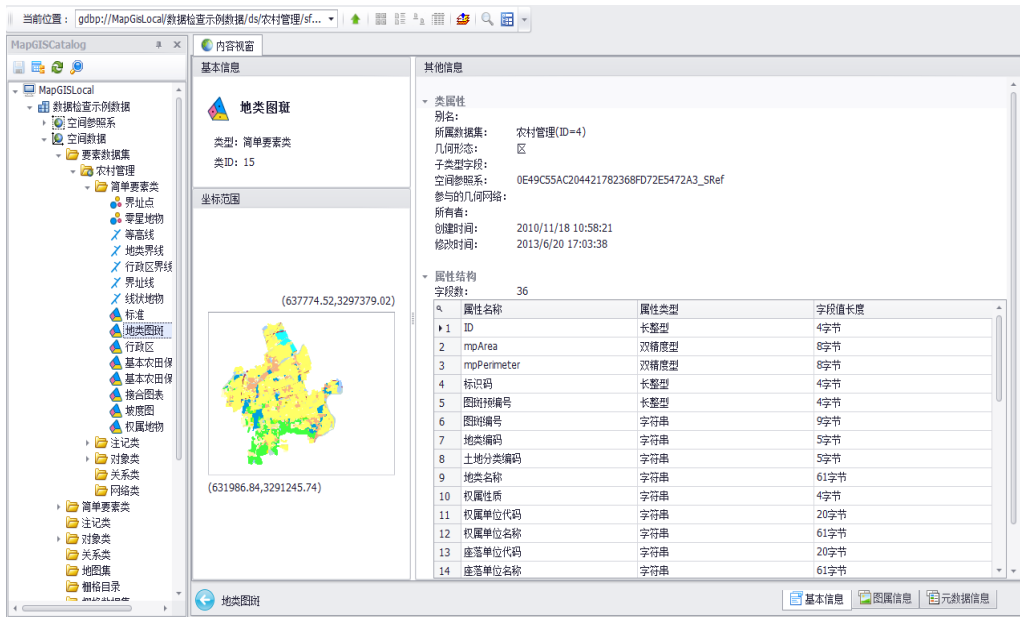 当前位置： gdbp://MapGisLocal/数据检查示例数据/ds/农村管理/sf...
MapGISCatalog
MapGISLocal
数据检查示例数据
空间参照系
空间数据
要素数据集
农村管理
简单要素类
界址点
零星地物
等高线
地类界线
行政区界线
界址线
线状地物
标准
地类图斑
行政区
基本农田保
基本农田保
接合图表
坡度图
权属地物
注记类
对象类
关系类
网络类
简单要素类
注记类
对象类
关系类
地图集
栅格目录
内容视窗
基本信息
地类图斑
类型: 简单要素类
类ID: 15
坐标范围
(637774.52,3297379.02)
(631986.84,3291245.74)
其他信息
类属性
别名:
所属数据集: 农村管理(ID=4)
几何形态: 区
子类型字段:
空间参照系: 0E49C55AC204421782368FD72E5472A3_SRef
参与的几何网络:
所有者:
创建时间: 2010/11/18 10:58:21
修改时间: 2013/6/20 17:03:38
属性结构
字段数: 36
属性名称 属性类型 字段值长度
1 ID 长整型 4字节
2 mpArea 双精度型 8字节
3 mpPerimeter 双精度型 8字节
4 标识码 长整型 4字节
5 图斑预编号 长整型 4字节
6 图斑编号 字符串 9字节
7 地类编码 字符串 5字节
8 土地分类编码 字符串 5字节
9 地类名称 字符串 61字节
10 权属性质 字符串 4字节
11 权属单位代码 字符串 20字节
12 权属单位名称 字符串 61字节
13 座落单位代码 字符串 20字节
14 座落单位名称 字符串 61字节
地类图斑
基本信息 图属信息 元数据信息